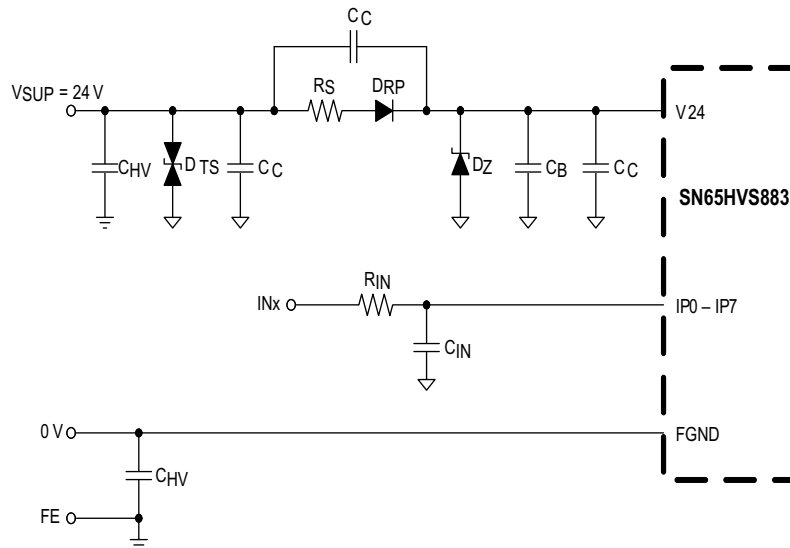 CC
VSUP = 24 V
RS
DRP
V24
CHV
DTS
CC
DZ
CB
CC
SN65HVS883
RIN
INx
IP0 – IP7
CIN
0 V
FGND
CHV
FE